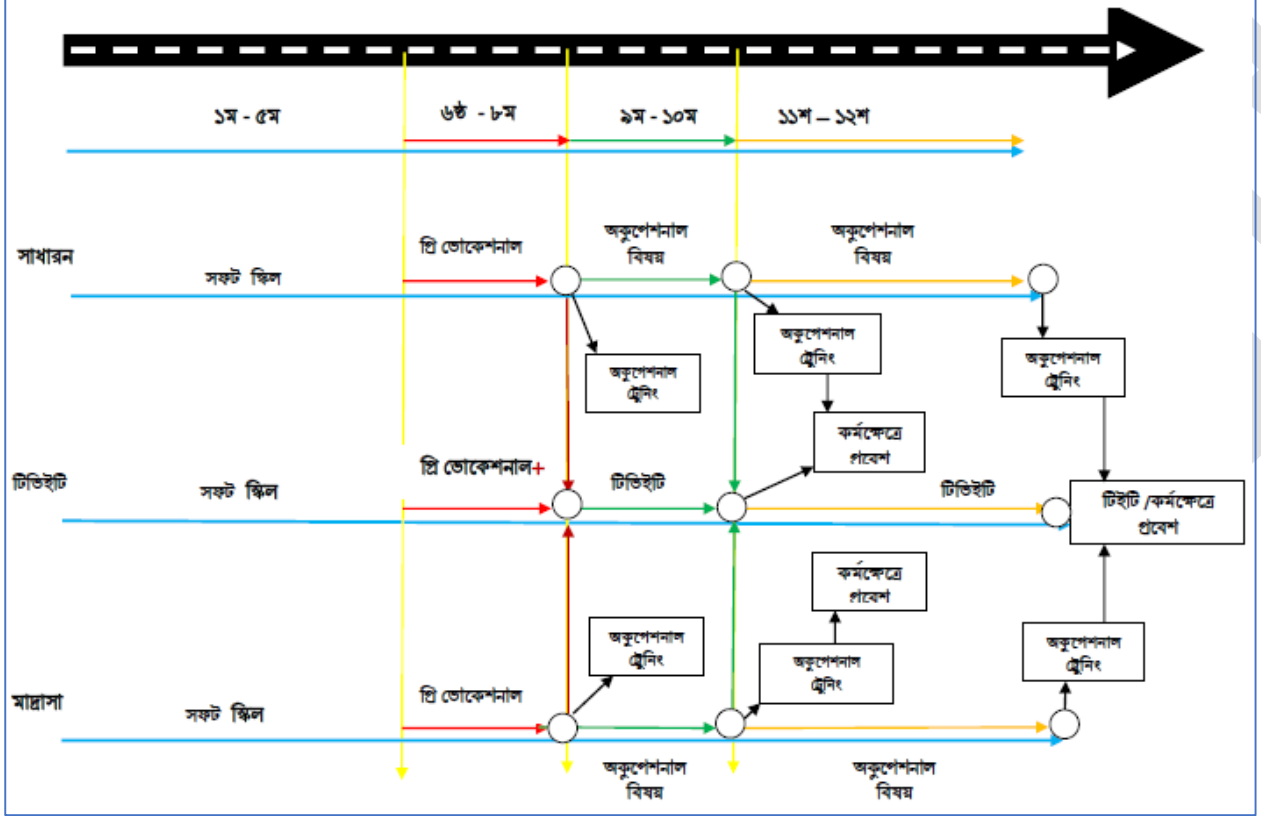 ১ম - ৫ম
৬ষ্ঠ - ৮ম
৯ম - ১০ম
১১শ – ১২শ
সাধারন
সফট স্কিল
প্রি ভোকেশনাল
অকুপেশনাল
বিষয়
অকুপেশনাল
বিষয়
অকুপেশনাল
ট্রেুনিং
অকুপেশনাল
ট্রেুনিং
অকুপেশনাল
ট্রেুনিং
কর্মক্ষেত্রে
প্রবেশ
টিভিইটি
সফট স্কিল
প্রি ভোকেশনাল+
টিভিইটি
টিভিইটি
টিইটি /কর্মক্ষেত্রে
প্রবেশ
কর্মক্ষেত্রে
প্রবেশ
অকুপেশনাল
ট্রেুনিং
অকুপেশনাল
ট্রেুনিং
অকুপেশনাল
ট্রেুনিং
মাদ্রাসা
সফট স্কিল
প্রি ভোকেশনাল
অকুপেশনাল
বিষয়
অকুপেশনাল
বিষয়